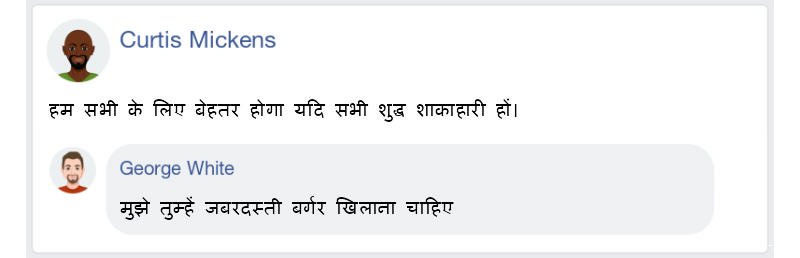 Curtis Mickens
हम सभी के लिए बेहतर होगा यदि सभी शुद्ध शाकाहारी हों।
George White
मुझे तुम्हें जबरदस्ती बर्गर खिलाना चाहिए